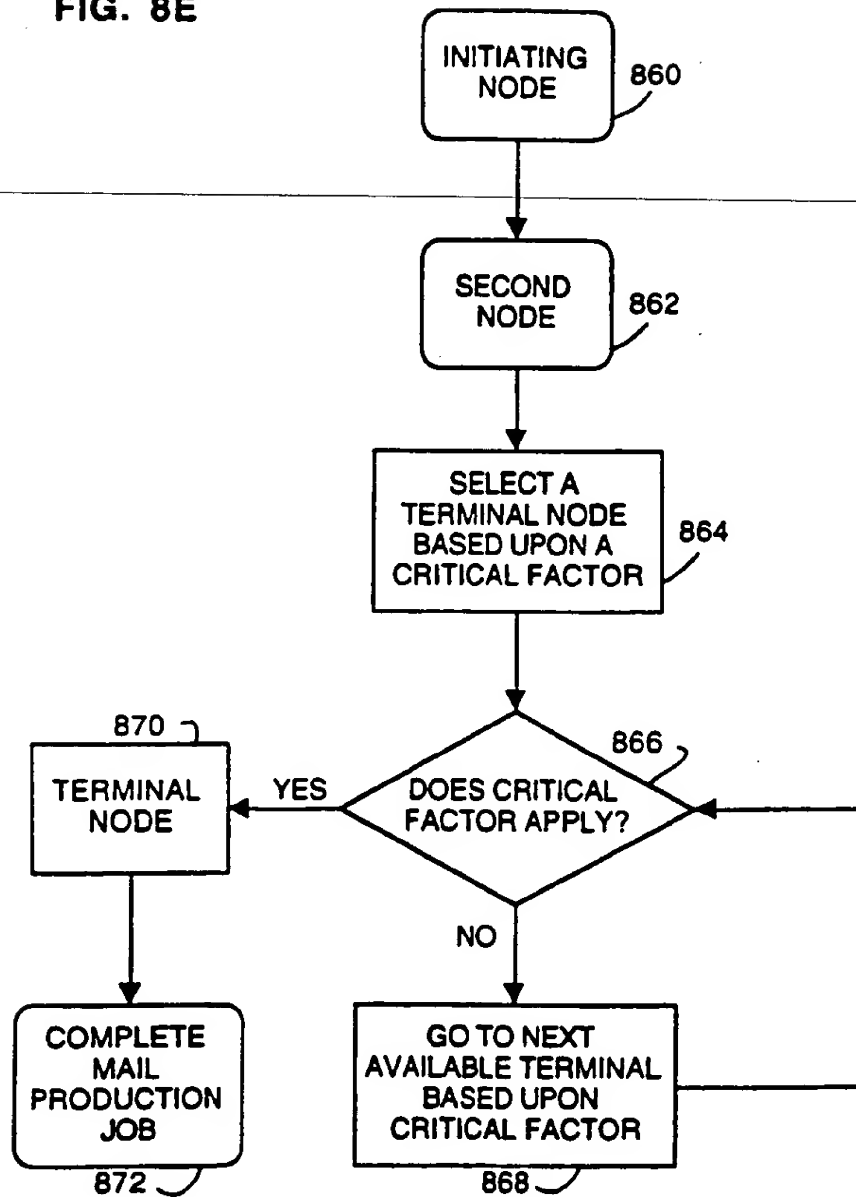 FIG. 8E
INITIATING
NODE
860
SECOND
NODE
862
SELECT A
TERMINAL NODE
BASED UPON A
CRITICAL FACTOR
864
866
DOES CRITICAL
FACTOR APPLY?
YES
870
TERMINAL
NODE
NO
COMPLETE
MAIL
PRODUCTION
JOB
872
GO TO NEXT
AVAILABLE TERMINAL
BASED UPON
CRITICAL FACTOR
868